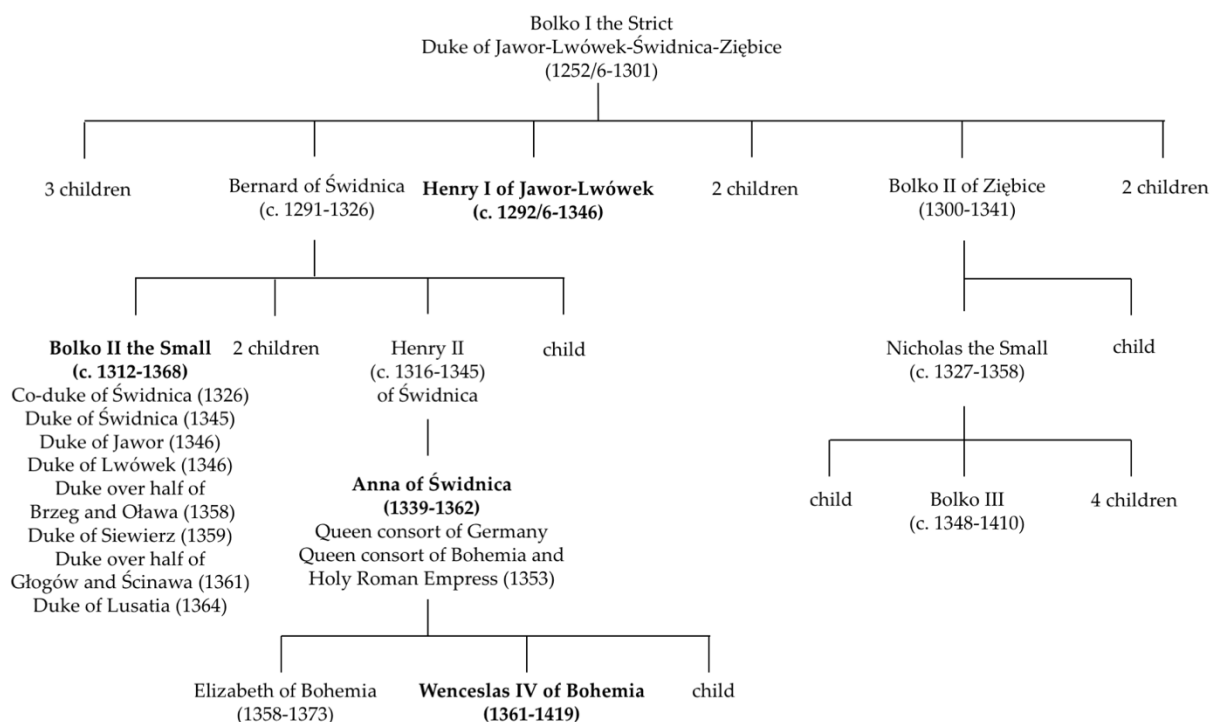 Bolko I the Strict
Duke of Jawor-Lwówek-Świdnica-Ziębice
(1252/6-1301)
3 children
Bernard of Świdnica
(c. 1291-1326)
Henry I of Jawor-Lwówek
(c. 1292/6-1346)
2 children
Bolko II of Ziębice
(1300-1341)
2 children
Bolko II the Small
(c. 1312-1368)
Co-duke of Świdnica (1326)
Duke of Świdnica (1345)
Duke of Jawor (1346)
Duke of Lwówek (1346)
Duke over half of
Brzeg and Oława (1358)
Duke of Siewierz (1359)
Duke over half of
Głogów and Ścinawa (1361)
Duke of Lusatia (1364)
2 children
Henry II
(c. 1316-1345)
of Świdnica
child
Nicholas the Small
(c. 1327-1358)
child
Anna of Świdnica
(1339-1362)
Queen consort of Germany
Queen consort of Bohemia and
Holy Roman Empress (1353)
child
Bolko III
(c. 1348-1410)
4 children
Elizabeth of Bohemia
(1358-1373)
Wenceslas IV of Bohemia
(1361-1419)
child